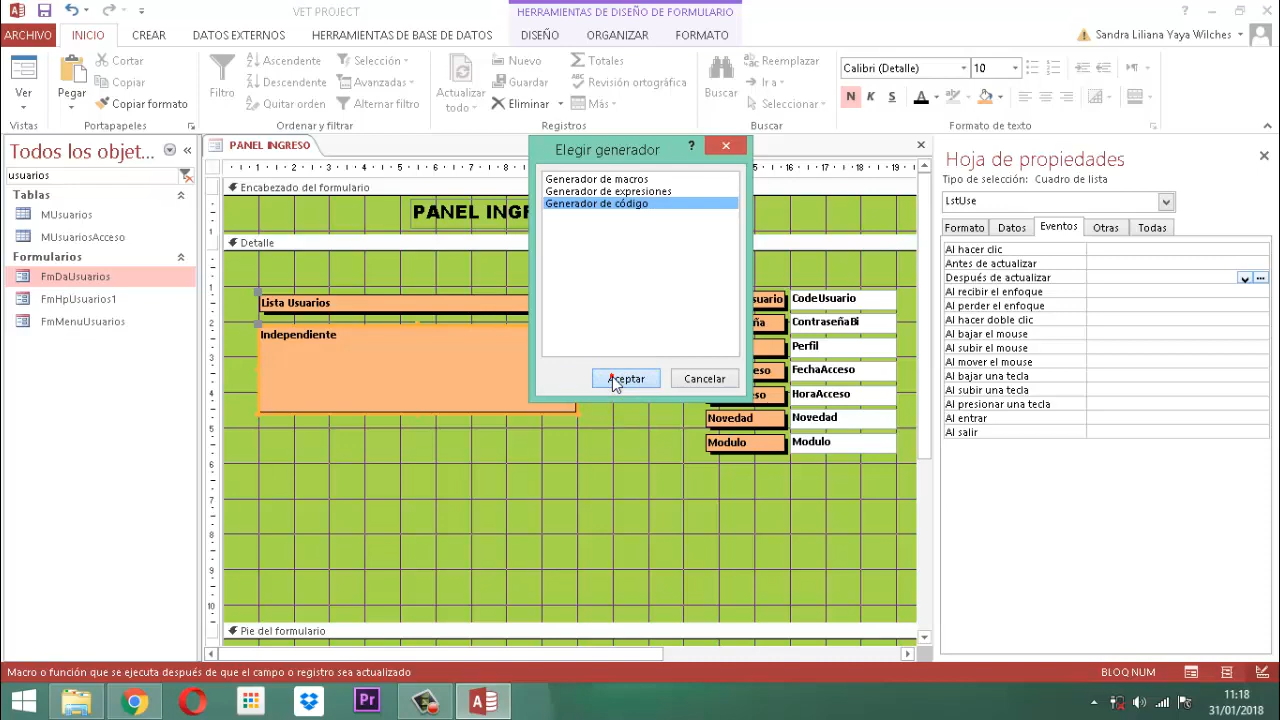 VET PROJECT
HERRAMIENTAS DE DISEÑO DE FORMULARIO
ARCHIVO INICIO CREAR DATOS EXTERNOS HERRAMIENTAS DE BASE DE DATOS DISEÑO ORGANIZAR FORMATO
Sandra Liliana Yaya Wilches
Ver
Vistas
Pegar
Cortar
Copiar
Copiar formato
Portapapeles
Filtro
Ascendente
Descendente
Quitar orden
Selección
Avanzadas
Ordenar y filtrar
Actualizar
todo
Nuevo
Guardar
Eliminar
Totales
Revisión ortográfica
Más
Registros
Buscar
Reemplazar
Ir a
Seleccionar
Buscar
Calibri (Detalle) 10
N K S A
Formato de texto
Todos los objet...
usuarios
Tablas
MUsuarios
MUsuariosAcceso
Formularios
FmDaUsuarios
FmHpUsuarios1
FmMenuUsuarios
PANEL INGRESO
Encabezado del formulario
PANEL INGRE
Detalle
Lista Usuarios
Independiente
CodeUsuario
ContraseñaBi
Perfil
FechaAcceso
HoraAcceso
Novedad Novedad
Modulo Modulo
Pie del formulario
Elegir generador
Generador de macros
Generador de expresiones
Generador de código
Aceptar Cancelar
Hoja de propiedades
Tipo de selección: Cuadro de lista
LstUse
Formato Datos Eventos Otras Todas
Al hacer clic
Antes de actualizar
Después de actualizar
Al recibir el enfoque
Al perder el enfoque
Al hacer doble clic
Al bajar el mouse
Al subir el mouse
Al mover el mouse
Al bajar una tecla
Al subir una tecla
Al presionar una tecla
Al entrar
Al salir
Macro o función que se ejecuta después de que el campo o registro sea actualizado
BLOQ NUM
Pr
11:18
31/01/2018